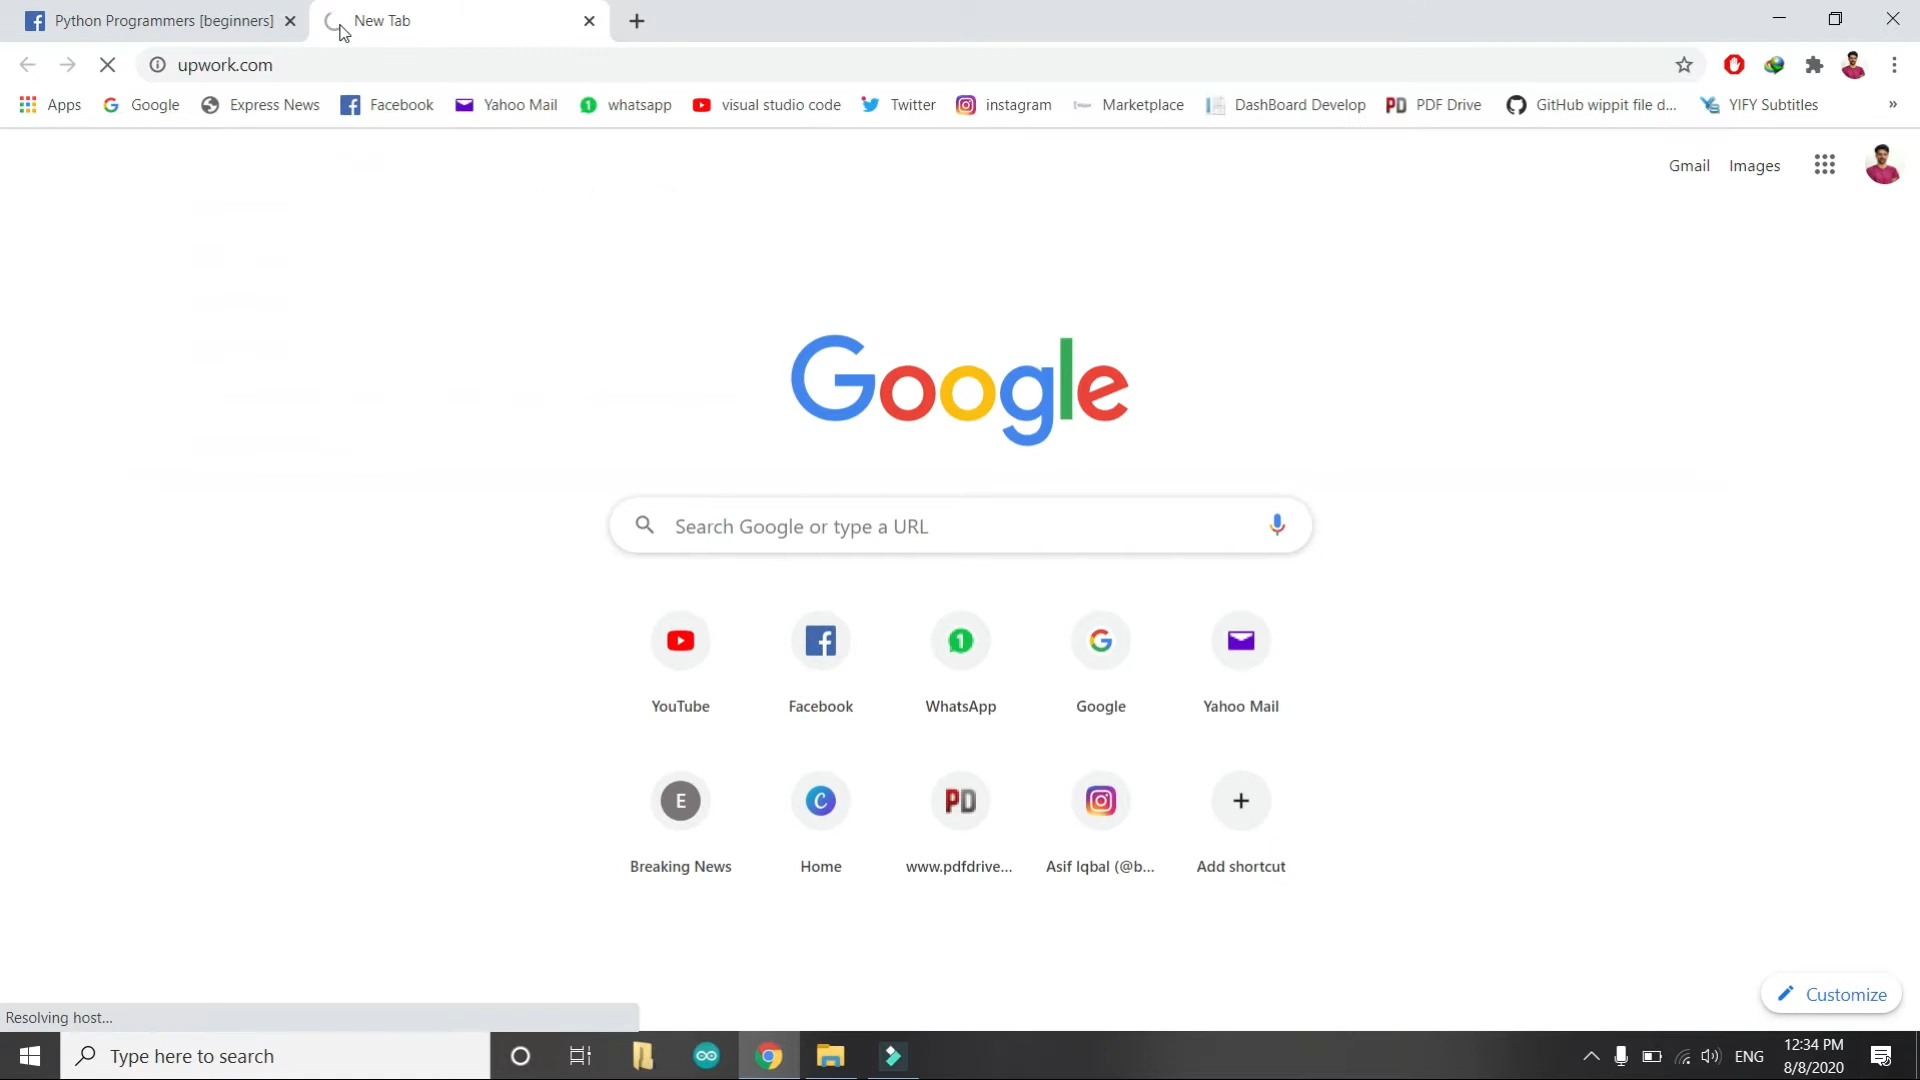 Python Programmers [beginners]
New Tab
upwork.com
Apps
Google
Express News
Facebook
Yahoo Mail
whatsapp
visual studio code
Twitter
instagram
Marketplace
DashBoard Develop
PD
PDF Drive
GitHub wippit file d...
YIFY Subtitles
»
Gmail
Images
Google
Search Google or type a URL
YouTube
Facebook
1
WhatsApp
Google
Yahoo Mail
E
Breaking News
Home
PD
www.pdfdrive...
Asif Iqbal (@b...
Add shortcut
Customize
Resolving host...
Type here to search
ENG
12:34 PM
8/8/2020